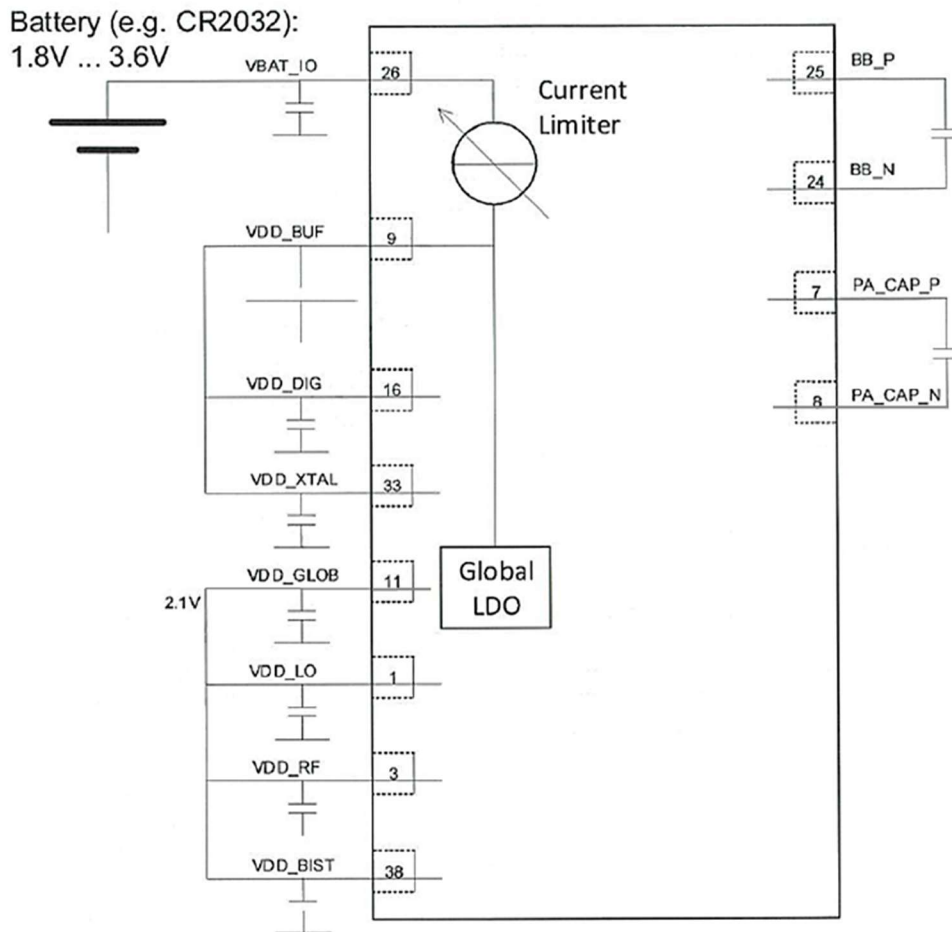 Battery (e.g. CR2032):
1.8V ... 3.6V
VBAT_IO
26
Current
Limiter
25
BB_P
24
BB_N
VDD_BUF
9
7
PA_CAP_P
VDD_DIG
16
8
PA_CAP_N
VDD_XTAL
33
VDD_GLOB
11
Global
LDO
2.1V
VDD_LO
1
VDD_RF
3
VDD_BIST
38